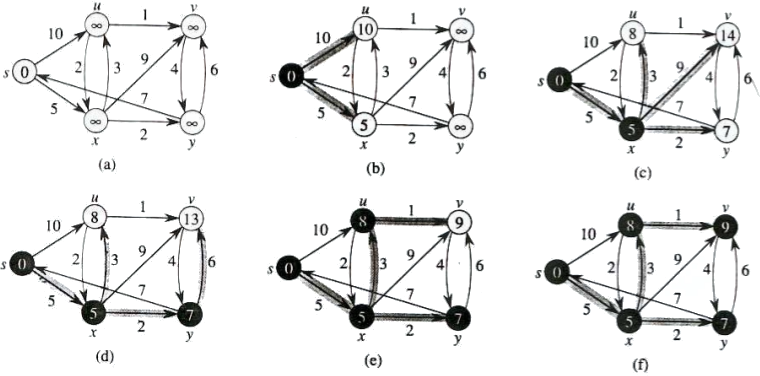 u 1 v
10 ∞ ∞
s 0 2 3 9 4 6
5 7
∞ 2 ∞
x y
(a)
u 1 v
10 10 ∞
s 0 2 3 9 4 6
5 7
5 2 ∞
x y
(b)
u 1 v
10 8 14
s 0 2 3 9 4 6
5 7
5 2 7
x y
(c)
u 1 v
10 8 13
s 0 2 3 9 4 6
5 7
5 2 7
x y
(d)
u 1 v
10 8 9
s 0 2 3 9 4 6
5 7
5 2 7
x y
(e)
u 1 v
10 8 9
s 0 2 3 9 4 6
5 7
5 2 7
x y
(f)